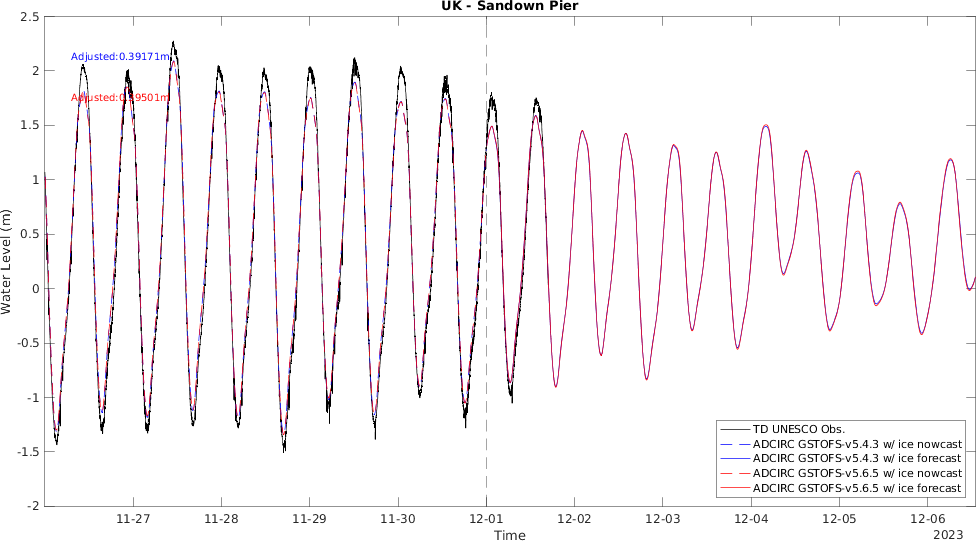 UK - Sandown Pier
2.5
2
1.5
1
0.5
0
-0.5
-1
-1.5
-2
Water Level (m)
Adjusted:0.39171m
Adjusted:0.39501m
TD UNESCO Obs.
ADCIRC GSTOFS-v5.4.3 w/ ice nowcast
ADCIRC GSTOFS-v5.4.3 w/ ice forecast
ADCIRC GSTOFS-v5.6.5 w/ ice nowcast
ADCIRC GSTOFS-v5.6.5 w/ ice forecast
11-27 11-28 11-29 11-30 12-01 12-02 12-03 12-04 12-05 12-06
Time
2023